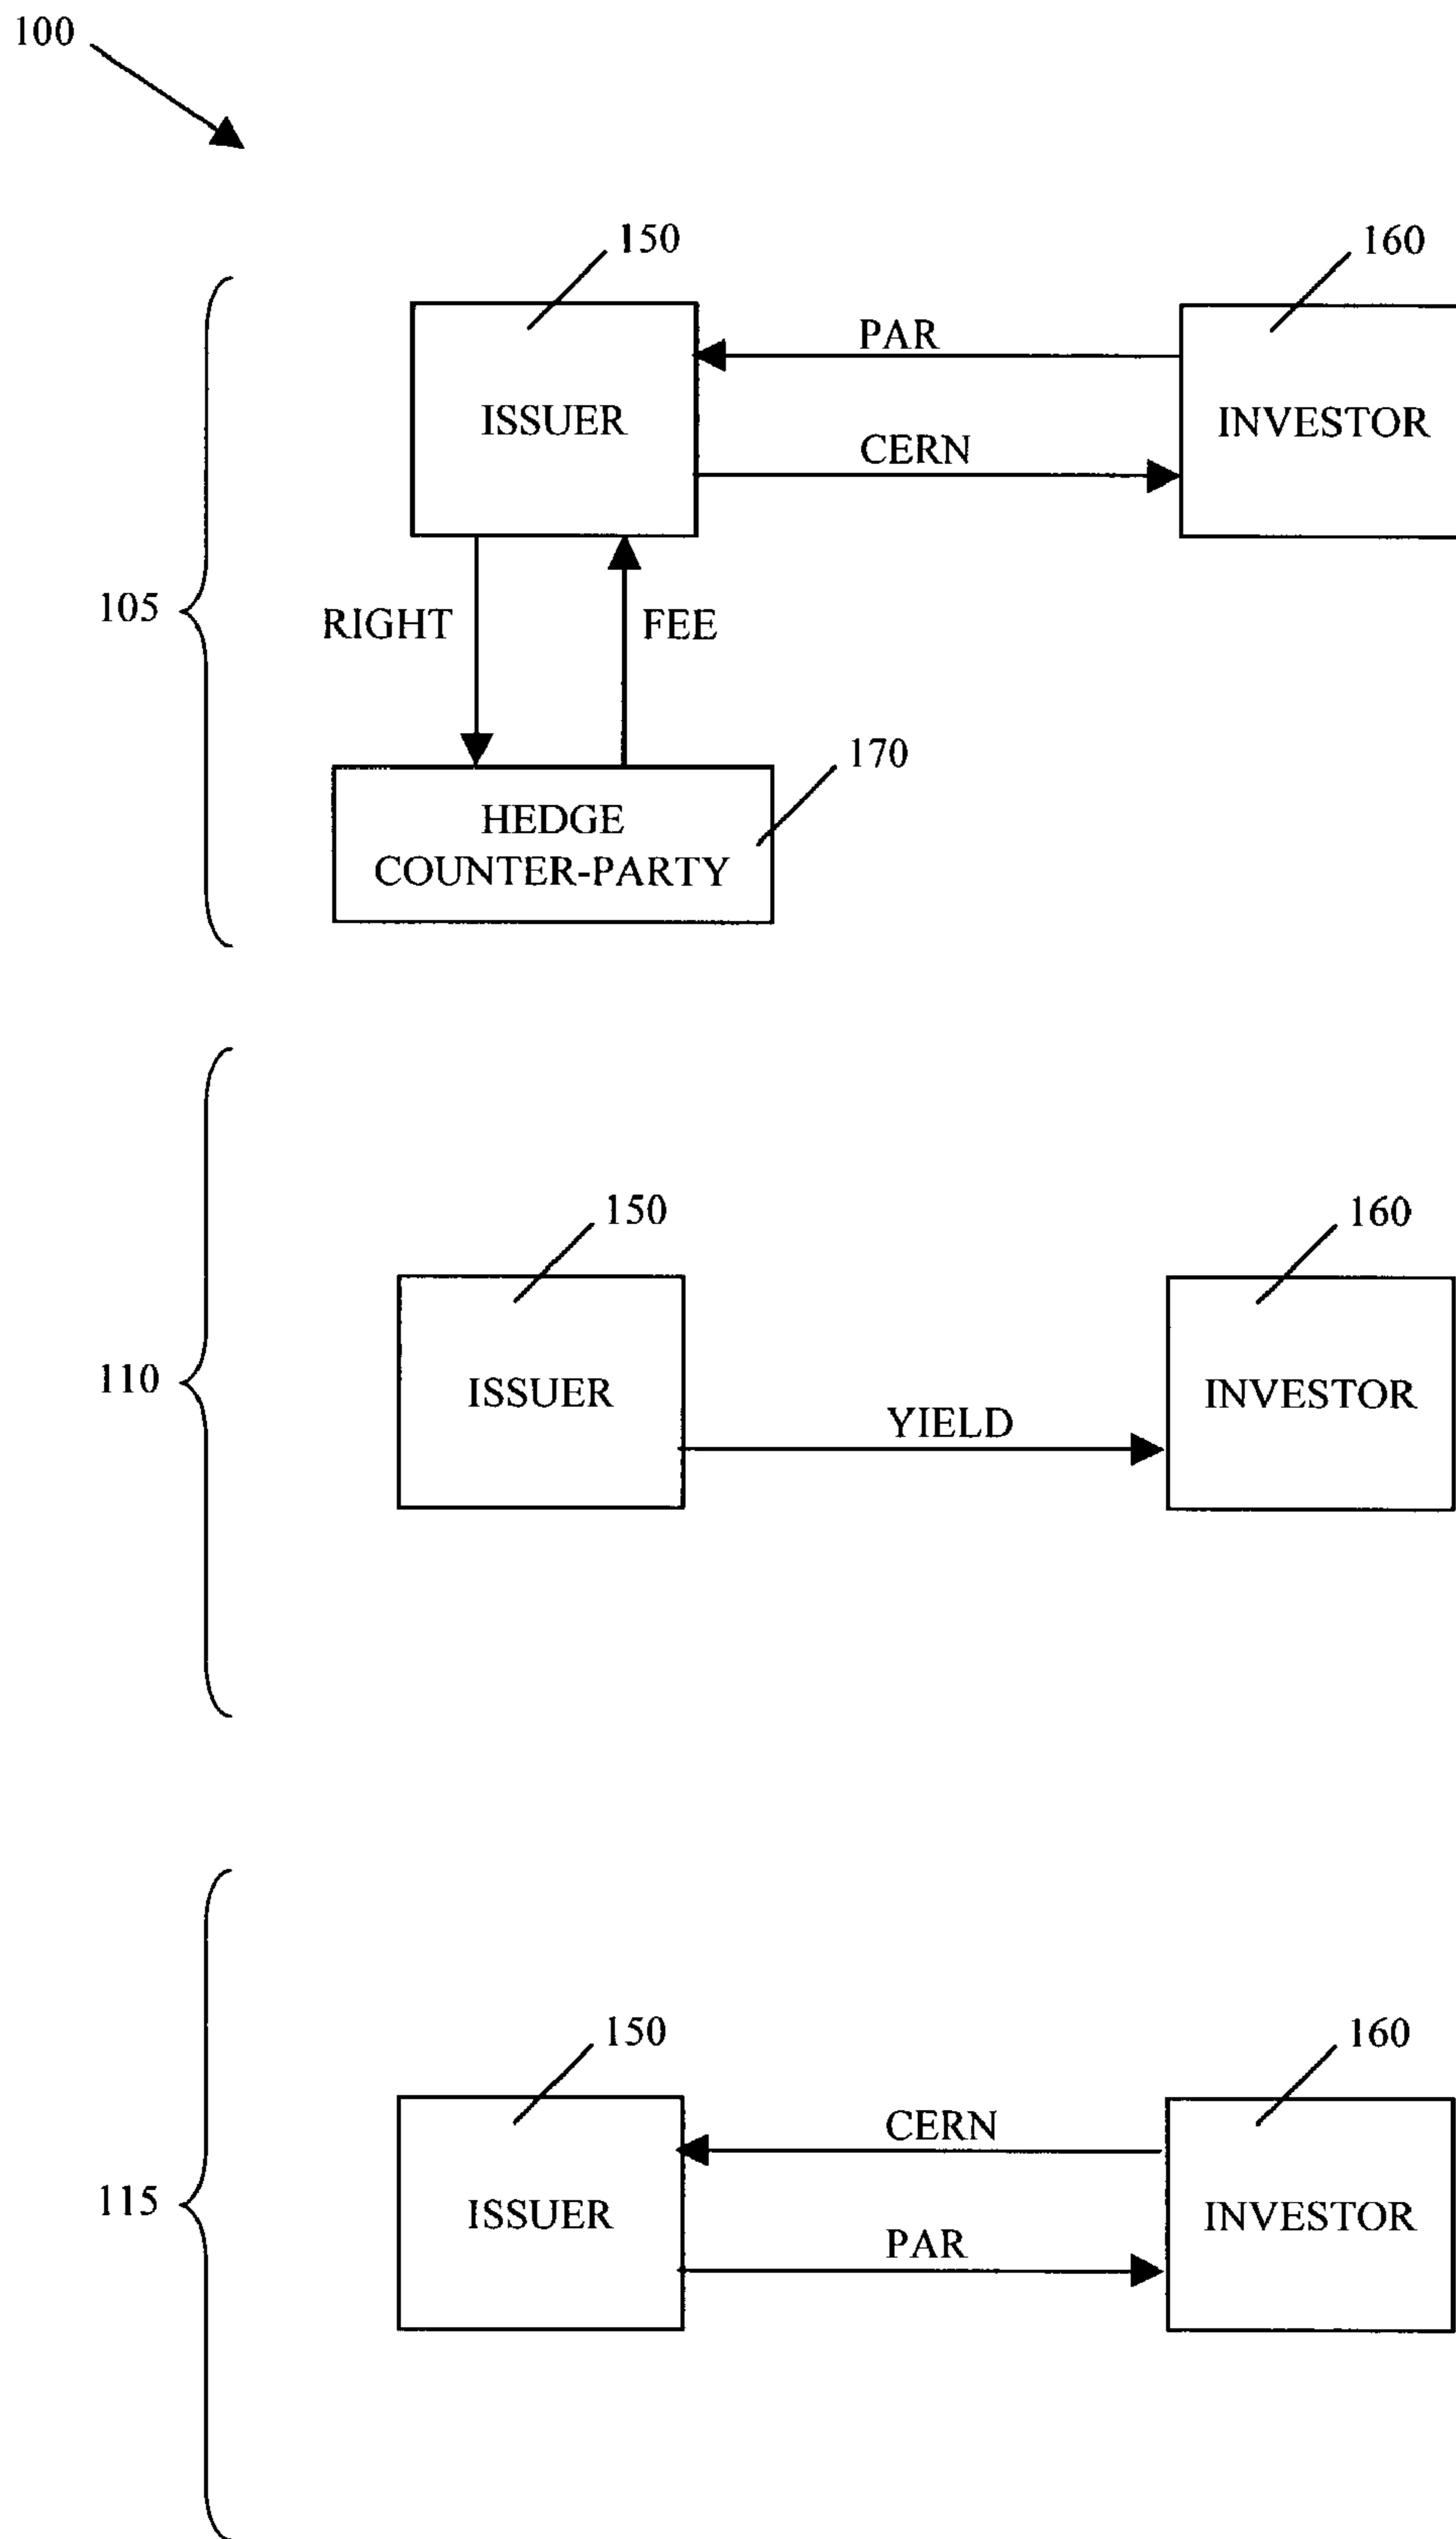 100
150
160
PAR
ISSUER
INVESTOR
CERN
105
RIGHT
FEE
170
HEDGE
COUNTER-PARTY
150
160
110
ISSUER
INVESTOR
YIELD
150
160
CERN
115
ISSUER
INVESTOR
PAR